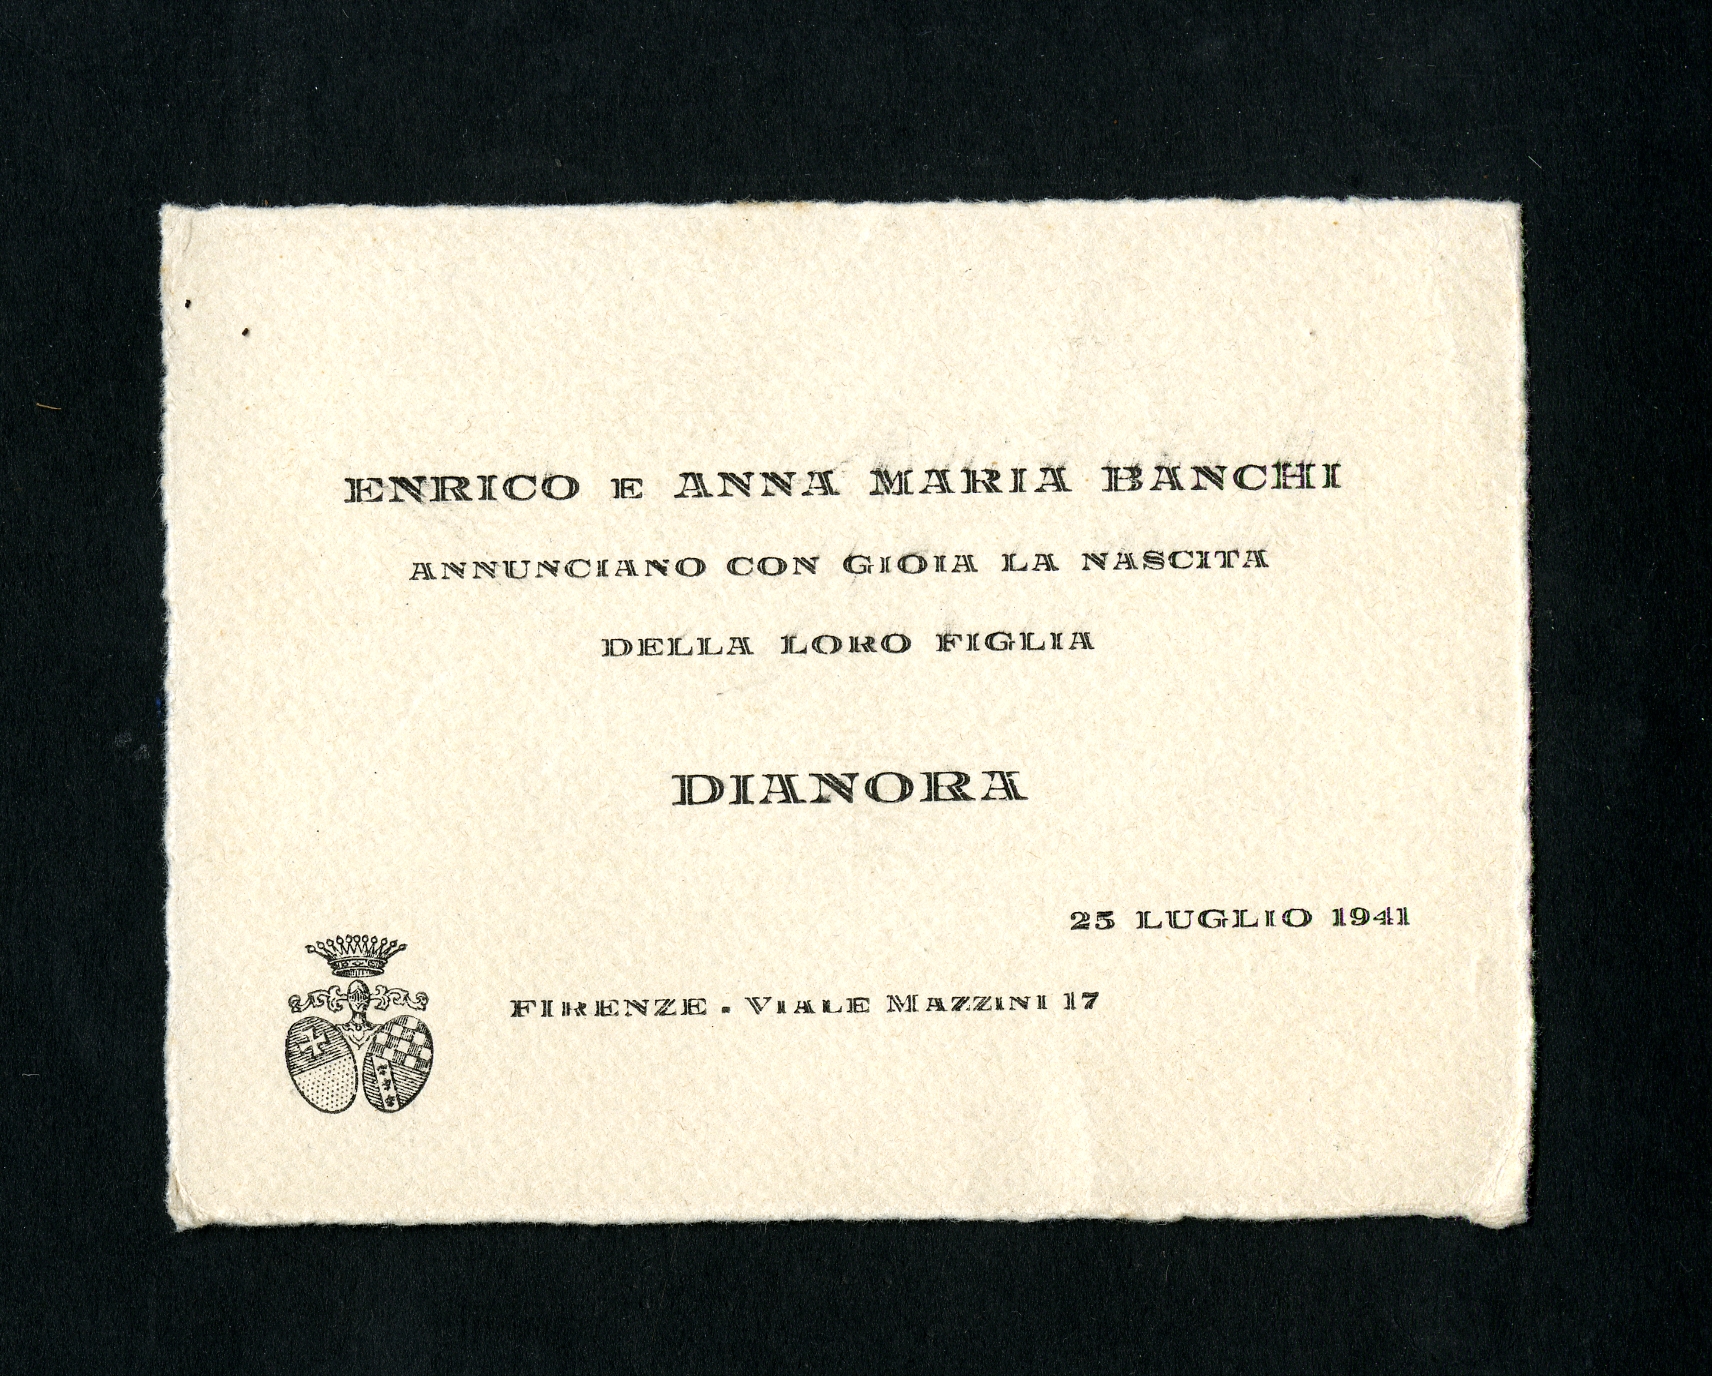 ENRICO E ANNA MARIA BANCHI
ANNUNCIANO CON GIOIA LA NASCITA
DELLA LORO FIGLIA
DIANORA
25 LUGLIO 1941
FIRENZE - VIALE MAZZINI 17